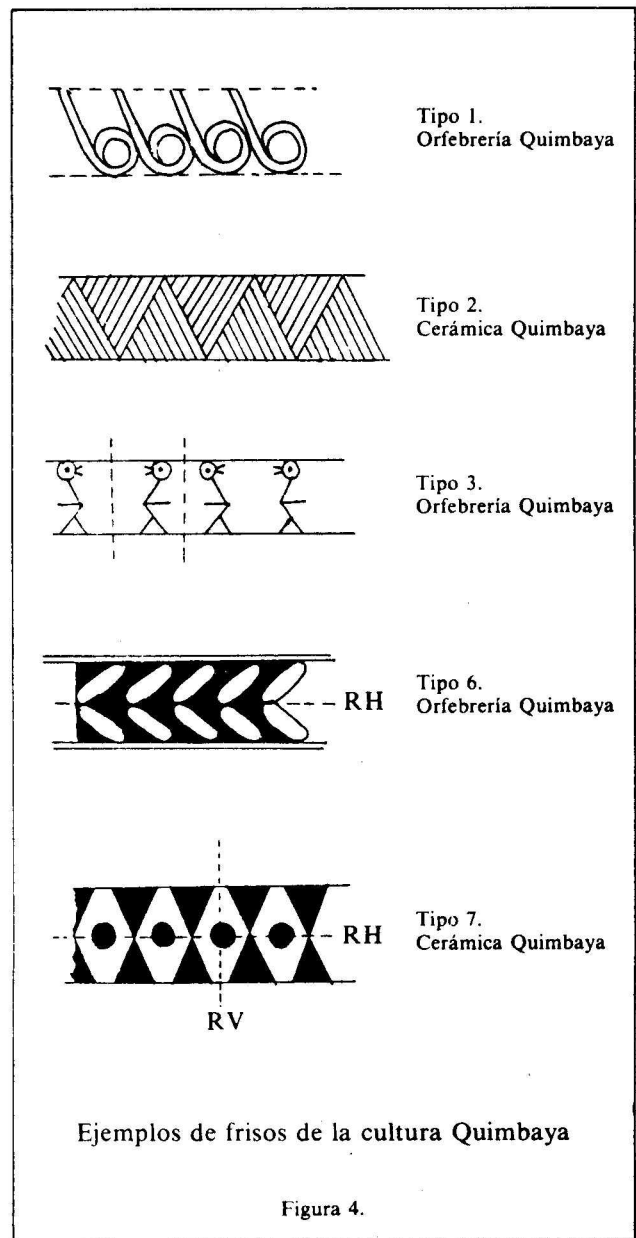 Tipo 1.
Orfebrería Quimbaya
Tipo 2.
Cerámica Quimbaya
Tipo 3.
Orfebrería Quimbaya
RH
Tipo 6.
Orfebrería Quimbaya
RH
Tipo 7.
Cerámica Quimbaya
RV
Ejemplos de frisos de la cultura Quimbaya
Figura 4.